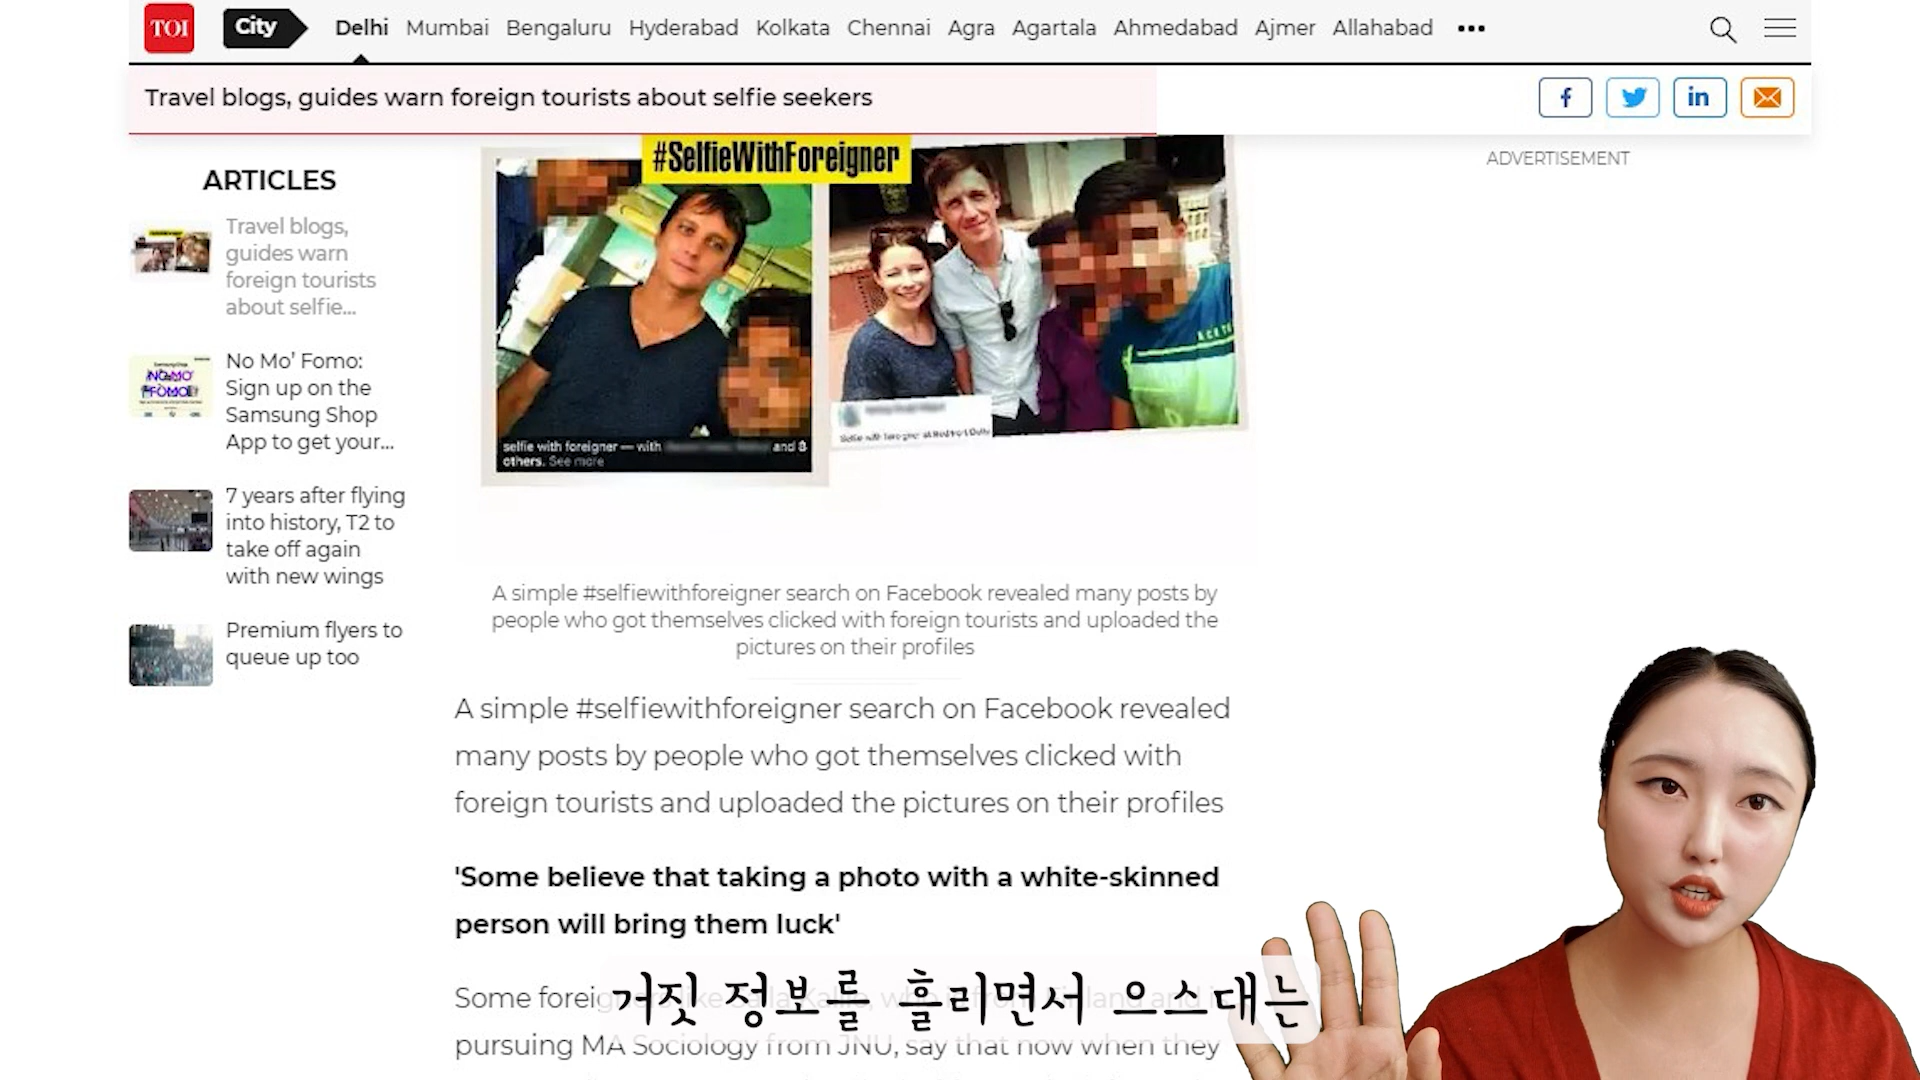 TOI
City
Delhi Mumbai Bengaluru Hyderabad Kolkata Chennai Agra Agartala Ahmedabad Ajmer Allahabad
Travel blogs, guides warn foreign tourists about selfie seekers
ARTICLES
Travel blogs,
guides warn
foreign tourists
about selfie...
No Mo' Fomo:
Sign up on the
Samsung Shop
App to get your...
7 years after flying
into history, T2 to
take off again
with new wings
Premium flyers to
queue up too
#SelfieWithForeigner
selfie with foreigner — with
and 8
others. See more
Selfie with foreigner at Red Fort Delhi
ADVERTISEMENT
A simple #selfiewithforeigner search on Facebook revealed many posts by
people who got themselves clicked with foreign tourists and uploaded the
pictures on their profiles
A simple #selfiewithforeigner search on Facebook revealed
many posts by people who got themselves clicked with
foreign tourists and uploaded the pictures on their profiles
'Some believe that taking a photo with a white-skinned
person will bring them luck'
Some
pursuing MA Sociology from JNU, say that now when they
거짓 정보를 흘리면서 으스대는